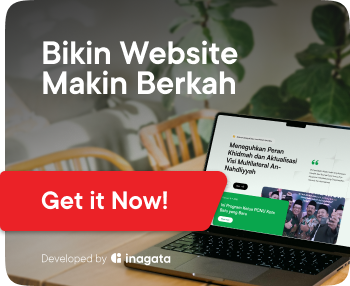 Bikin Website
Makin Berkah
Meneguhkan Peran
Khidmah dan Aktualisasi
Visi Multilateral An-
Nahdliyyah
Get it Now!
Developed by inagata